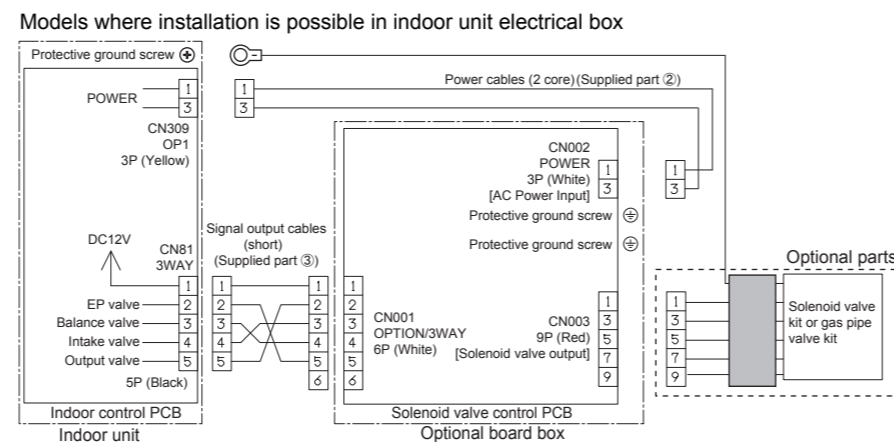 Models where installation is possible in indoor unit electrical box
Protective ground screw
Power cables (2 core)(Supplied part ②)
POWER
1
3
1
3
CN309
OP1
3P (Yellow)
CN002
POWER
3P (White)
[AC Power Input]
1
3
1
3
Protective ground screw
Protective ground screw
DC12V
CN81
3WAY
Signal output cables
(short)
(Supplied part ③)
Optional parts
EP valve
Balance valve
Intake valve
Output valve
1
2
3
4
5
1
2
3
4
5
1
2
3
4
5
6
1
2
3
4
5
6
5P (Black)
CN001
OPTION/3WAY
6P (White)
CN003
9P (Red)
[Solenoid valve output]
1
3
5
7
9
1
3
5
7
9
Solenoid valve
kit or gas pipe
valve kit
Indoor control PCB
Indoor unit
Solenoid valve control PCB
Optional board box